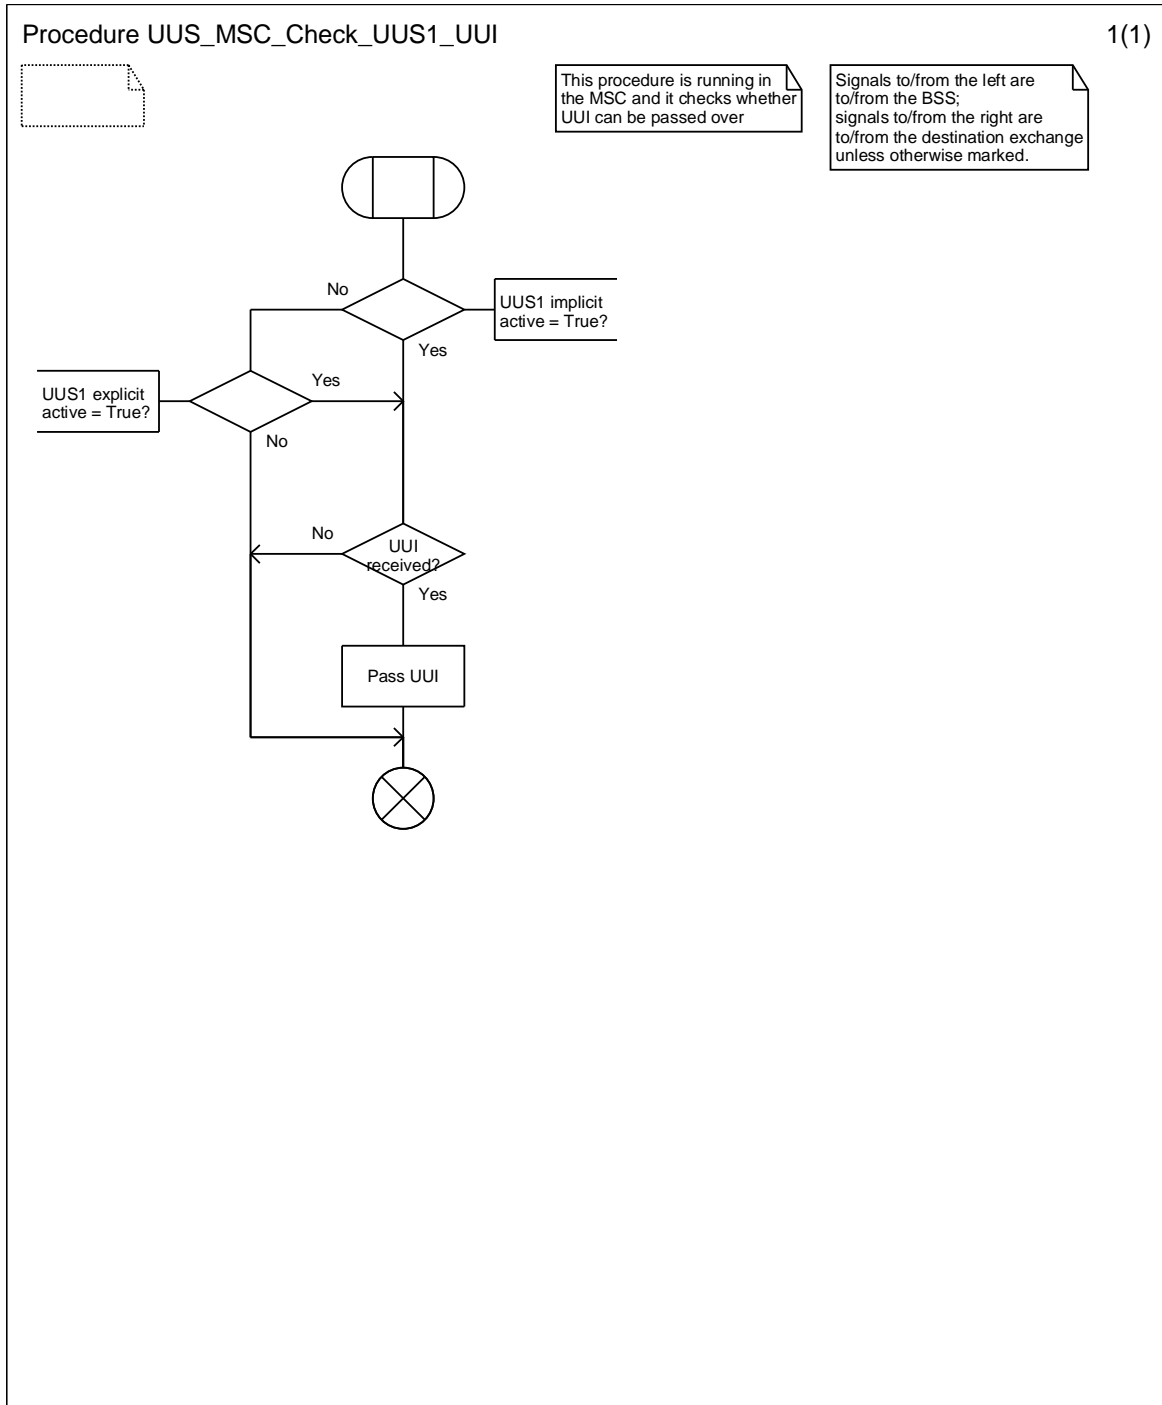 Procedure UUS_MSC_Check_UUS1_UUI
1(1)
This procedure is running in
the MSC and it checks whether
UUI can be passed over
Signals to/from the left are
to/from the BSS;
signals to/from the right are
to/from the destination exchange
unless otherwise marked.
No
UUS1 implicit
active = True?
Yes
UUS1 explicit
active = True?
Yes
No
No
UUI
received?
Yes
Pass UUI